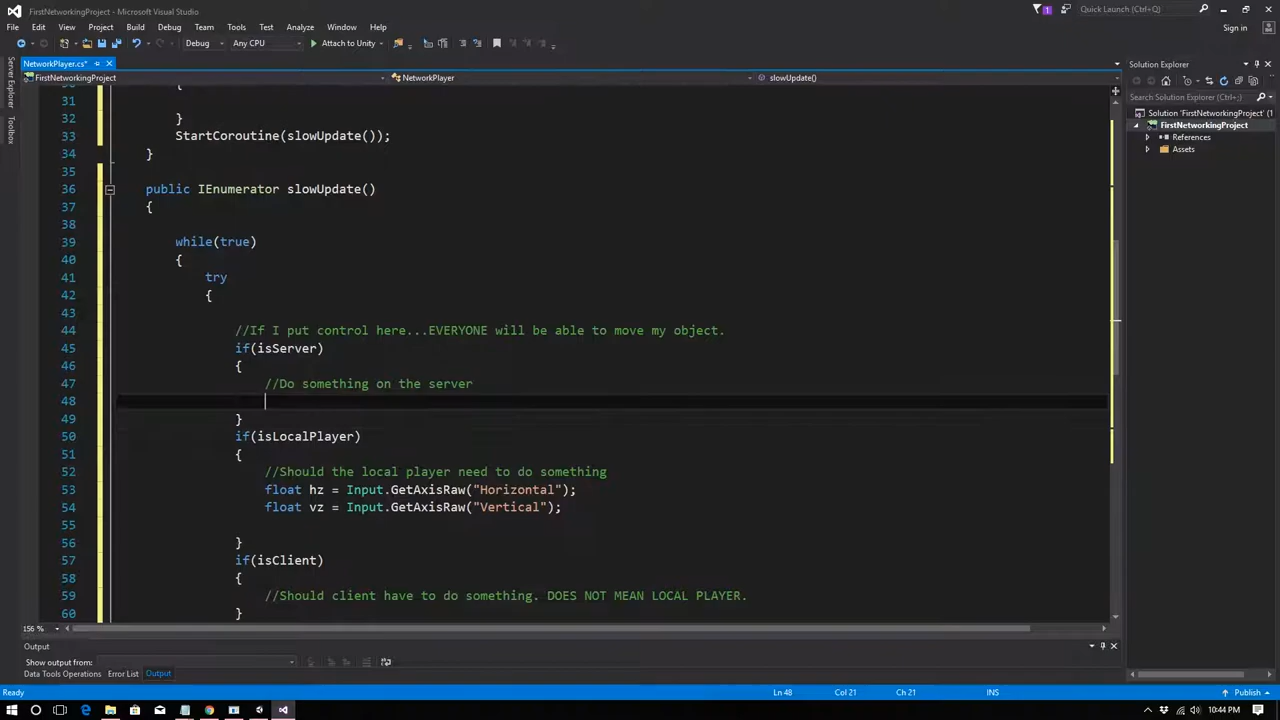 FirstNetworkingProject - Microsoft Visual Studio
1
Quick Launch (Ctrl+Q)
File Edit View Project Build Debug Team Tools Test Analyze Window Help
Sign in
Debug Any CPU Attach to Unity
NetworkPlayer.cs*
Solution Explorer
FirstNetworkingProject NetworkPlayer slowUpdate()
Server Explorer
Toolbox
Search Solution Explorer (Ctrl+;)
Solution 'FirstNetworkingProject' (1
FirstNetworkingProject
References
Assets
30 {
31
32 }
33 StartCoroutine(slowUpdate());
34 }
35
36 public IEnumerator slowUpdate()
37 {
38
39 while(true)
40 {
41 try
42 {
43
44 //If I put control here...EVERYONE will be able to move my object.
45 if(isServer)
46 {
47 //Do something on the server
48
49 }
50 if(isLocalPlayer)
51 {
52 //Should the local player need to do something
53 float hz = Input.GetAxisRaw("Horizontal");
54 float vz = Input.GetAxisRaw("Vertical");
55
56 }
57 if(isClient)
58 {
59 //Should client have to do something. DOES NOT MEAN LOCAL PLAYER.
60 }
156 %
Output
Show output from:
Data Tools Operations Error List Output
Ready Ln 48 Col 21 Ch 21 INS Publish
10:44 PM